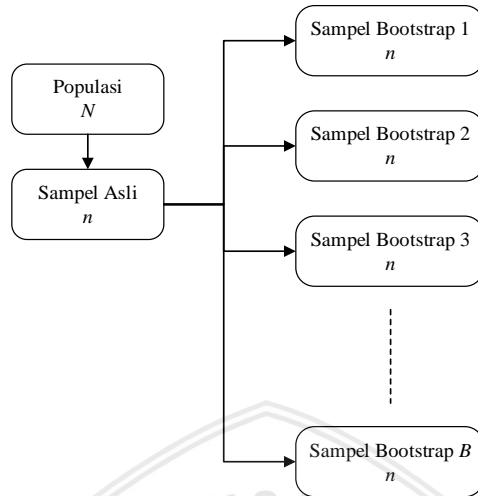 Populasi
N
Sampel Asli
n
Sampel Bootstrap 1
n
Sampel Bootstrap 2
n
Sampel Bootstrap 3
n
Sampel Bootstrap B
n